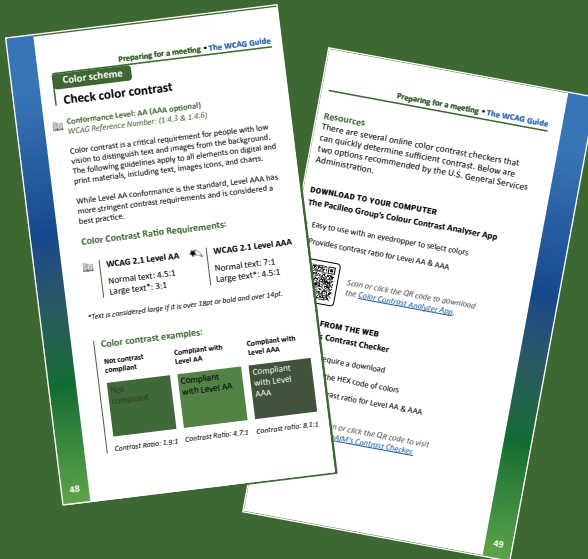 Preparing for a meeting • The WCAG Guide
Color scheme
Check color contrast
Conformance Level: AA (AAA optional)
WCAG Reference Number: (1.4.3 & 1.4.6)
Color contrast is a critical requirement for people with low
vision to distinguish text and images from the background.
The following guidelines apply to all elements on digital and
print materials, including text, images icons, and charts.
While Level AA conformance is the standard, Level AAA has
more stringent contrast requirements and is considered a
best practice.
Color Contrast Ratio Requirements:
WCAG 2.1 Level AA
Normal text: 4.5:1
Large text*: 3:1
WCAG 2.1 Level AAA
Normal text: 7:1
Large text*: 4.5:1
*Text is considered large if it is over 18pt or bold and over 14pt.
Color contrast examples:
Not contrast
compliant
Compliant with
Level AA
Compliant with
Level AAA
Not
compliant
Compliant
with Level AA
Compliant
with Level
AAA
Contrast Ratio: 1.9:1
Contrast Ratio: 4.7:1
Contrast ratio: 8.1:1
48
Preparing for a meeting • The WCAG Guide
Resources
There are several online color contrast checkers that
can quickly determine sufficient contrast. Below are
two options recommended by the U.S. General Services
Administration.
DOWNLOAD TO YOUR COMPUTER
The Pacilleo Group's Colour Contrast Analyser App
Easy to use with an eyedropper to select colors
Provides contrast ratio for Level AA & AAA
Scan or click the QR code to download
the Color Contrast Analyzer App.
FROM THE WEB
Contrast Checker
a download
the HEX code of colors
ratio for Level AA & AAA
or click the QR code to visit
Contrast Checker.
49